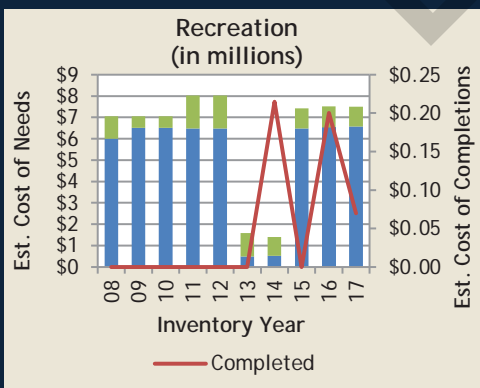 Recreation
(in millions)
Est. Cost of Needs
$9
$8
$7
$6
$5
$4
$3
$2
$1
$0
$0.25
$0.20
$0.15
$0.10
$0.05
$0.00
Est. Cost of Completions
08 09 10 11 12 13 14 15 16 17
Inventory Year
Completed